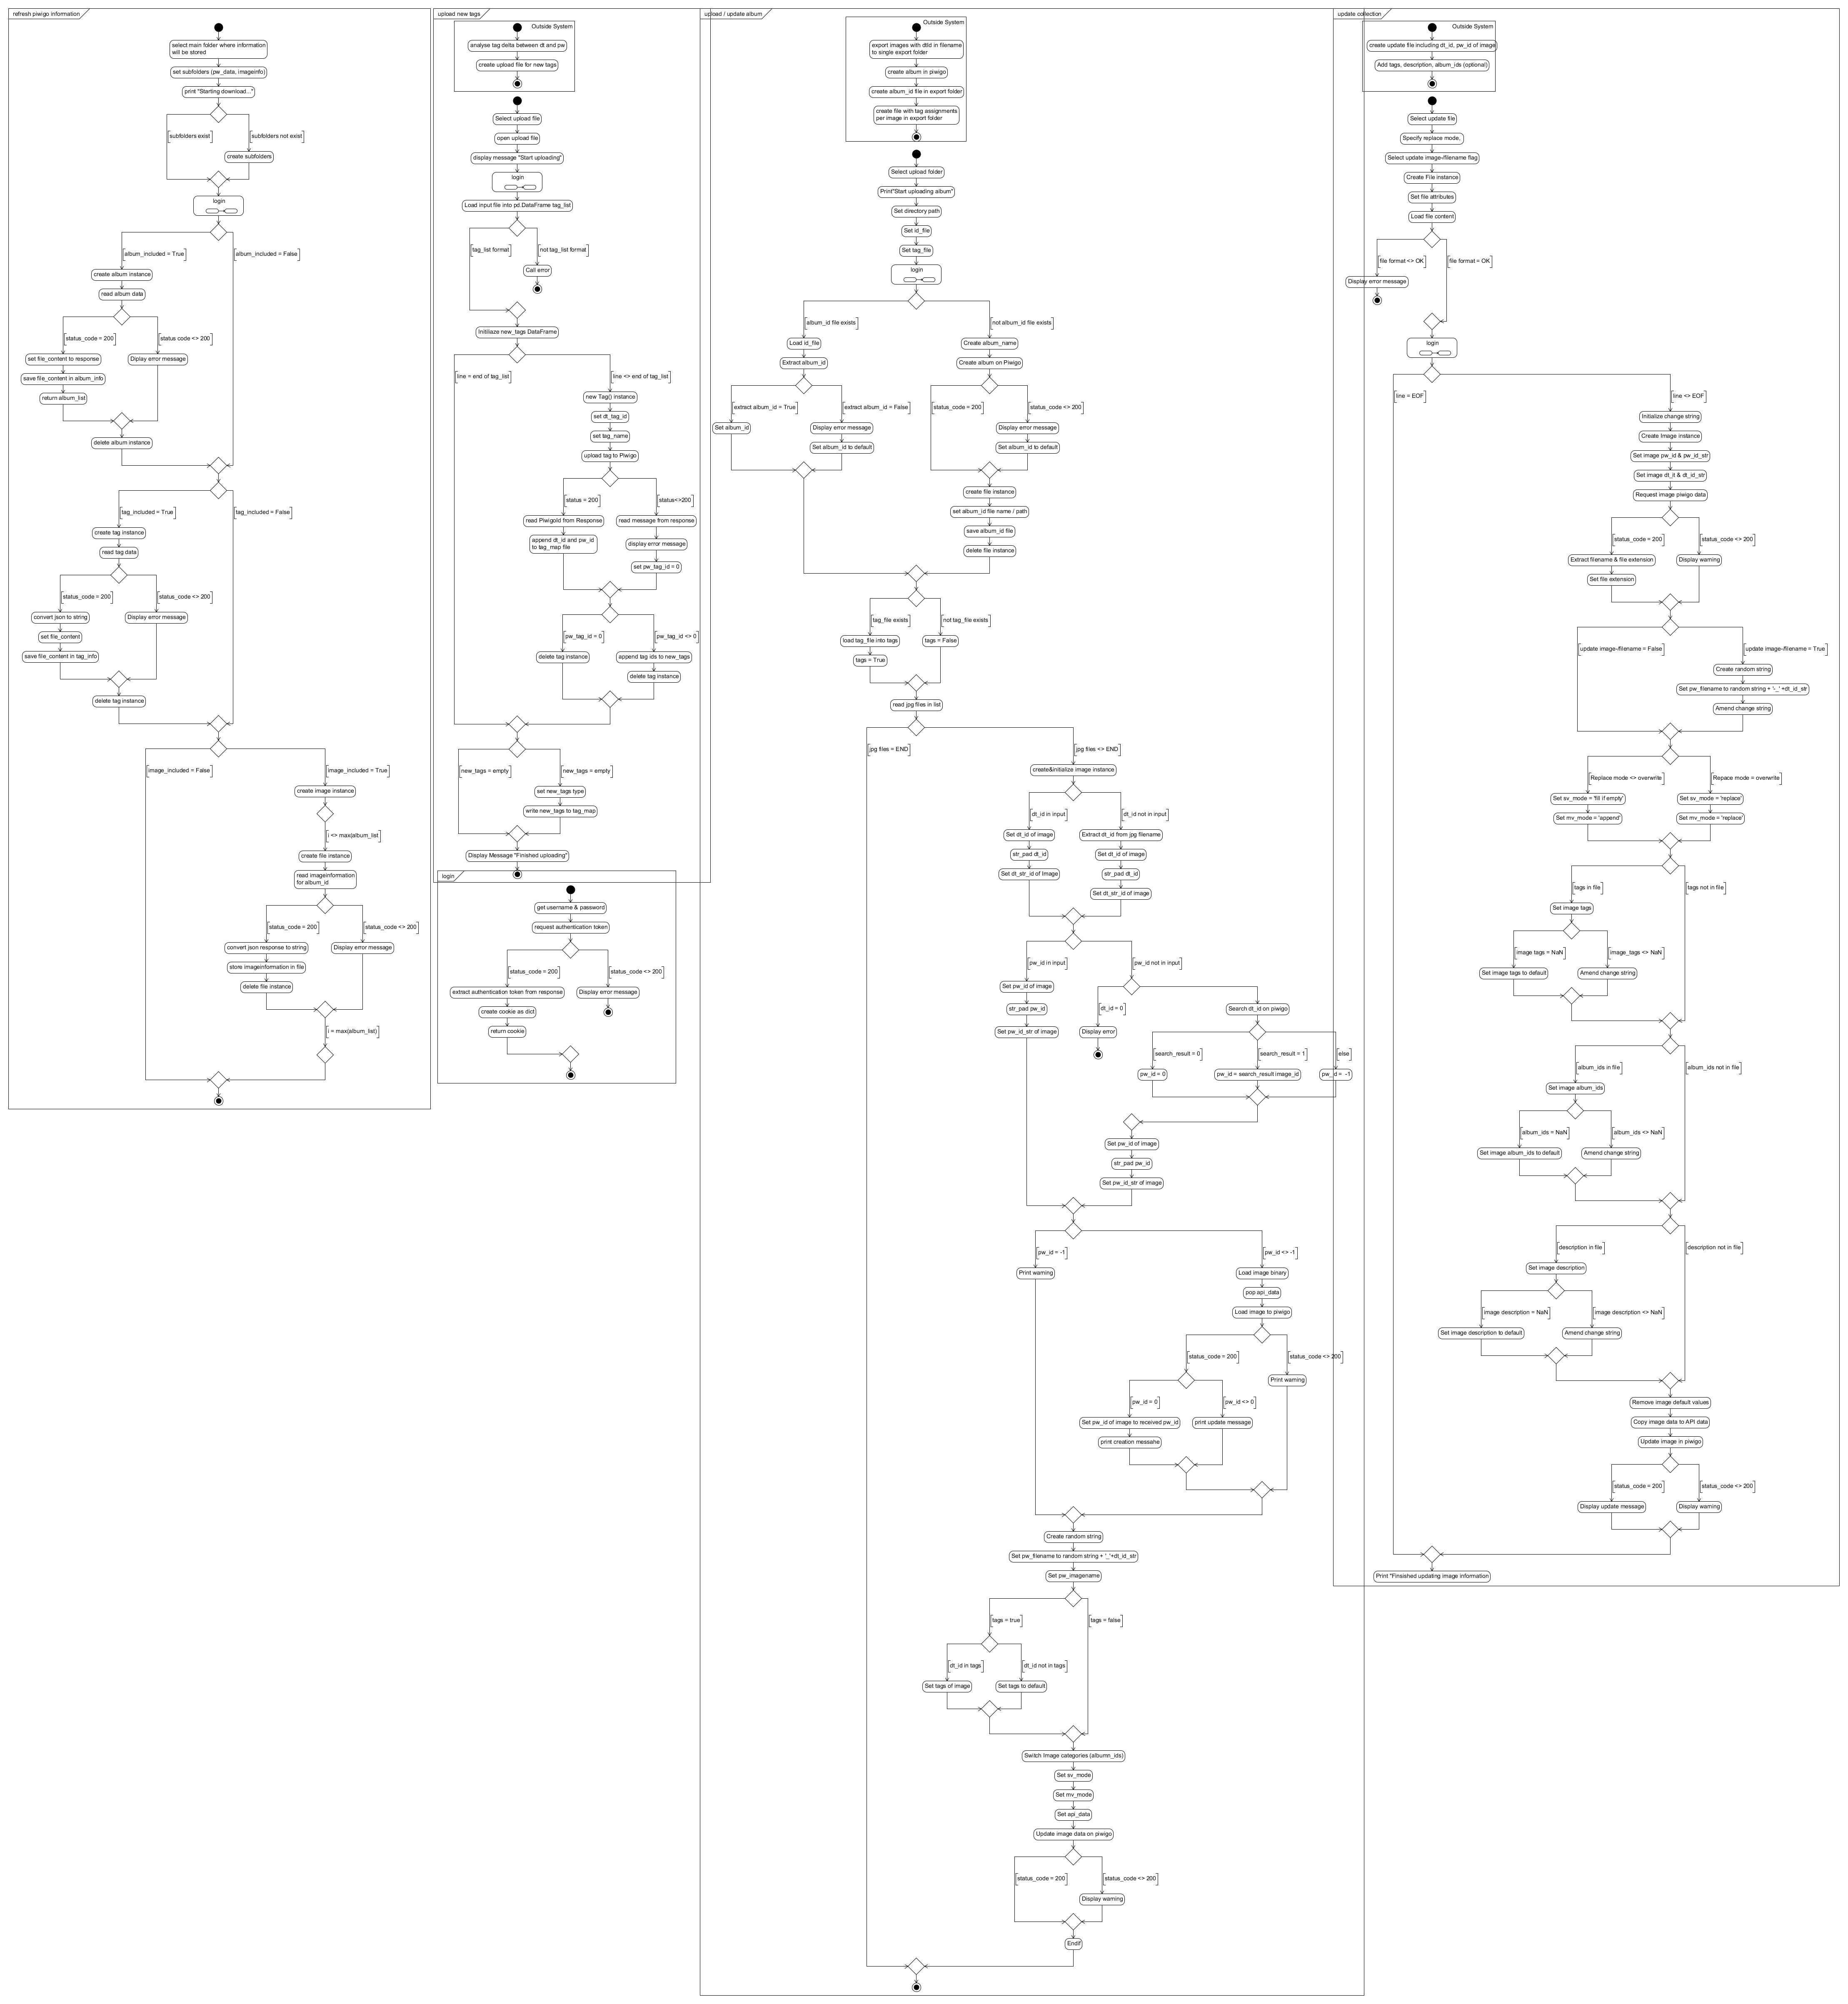 refresh piwigo information
select main folder where information
will be stored
set subfolders (pw_data, imageinfo)
print "Starting download..."
[subfolders exist]
[subfolders not exist]
create subfolders
login
[album_included = True]
[album_included = False]
create album instance
read album data
[status_code = 200]
[status code <> 200]
set file_content to response
Diplay error message
save file_content in album_info
return album_list
delete album instance
[tag_included = True]
[tag_included = False]
create tag instance
read tag data
[status_code = 200]
[status_code <> 200]
convert json to string
Display error message
set file_content
save file_content in tag_info
delete tag instance
[image_included = False]
[image_included = True]
create image instance
[i <> max(album_list]
create file instance
read imageinformation
for album_id
[status_code = 200]
[status_code <> 200]
convert json response to string
Display error message
store imageinformation in file
delete file instance
[i = max(album_list)]
upload new tags
Outside System
analyse tag delta between dt and pw
create upload file for new tags
Select upload file
open upload file
display message "Start uploading"
login
Load input file into pd.DataFrame tag_list
[tag_list format]
[not tag_list format]
Call error
Initiliaze new_tags DataFrame
[line = end of tag_list]
[line <> end of tag_list]
new Tag() instance
set dt_tag_id
set tag_name
upload tag to Piwigo
[status = 200]
[status<>200]
read PIwigoId from Response
read message from response
append dt_id and pw_id
to tag_map file
display error message
set pw_tag_id = 0
[pw_tag_id = 0]
[pw_tag_id <> 0]
delete tag instance
append tag ids to new_tags
delete tag instance
[new_tags = empty]
[new_tags = empty]
set new_tags type
write new_tags to tag_map
Display Message "Finished uploading"
login
get username & password
request authentication token
[status_code = 200]
[status_code <> 200]
extract authentication token from response
Display error message
create cookie as dict
return cookie
upload / update album
Outside System
export images with dtId in filename
to single export folder
create album in piwigo
create album_id file in export folder
create file with tag assignments
per image in export folder
Select upload folder
Print"Start uploading album"
Set directory path
Set id_file
Set tag_file
login
[album_id file exists]
[not album_id file exists]
Load id_file
Create album_name
Extract album_id
Create album on Piwigo
[extract album_id = True]
[extract album_id = False]
[status_code = 200]
[status_code <> 200]
Set album_id
Display error message
Display error message
Set album_id to default
Set album_id to default
create file instance
set album_id file name / path
save album_id file
delete file instance
[tag_file exists]
[not tag_file exists]
load tag_file into tags
tags = False
tags = True
read jpg files in list
[jpg files = END]
[jpg files <> END]
create&initialize image instance
[dt_id in input]
[dt_id not in input]
Set dt_id of image
Extract dt_id from jpg filename
str_pad dt_id
Set dt_id of image
Set dt_str_id of Image
str_pad dt_id
Set dt_str_id of image
[pw_id in input]
[pw_id not in input]
Set pw_id of image
[dt_id = 0]
Search dt_id on piwigo
str_pad pw_id
Set pw_id_str of image
Display error
[search_result = 0]
[search_result = 1]
[else]
pw_id = 0
pw_id = search_result image_id
pw_id = -1
Set pw_id of image
str_pad pw_id
Set pw_id_str of image
[pw_id = -1]
[pw_id <> -1]
Print warning
Load image binary
pop api_data
Load image to piwigo
[status_code = 200]
[status_code <> 200]
Print warning
[pw_id = 0]
[pw_id <> 0]
Set pw_id of image to received pw_id
print update message
print creation messahe
Create random string
Set pw_filename to random string + '_'+dt_id_str
Set pw_imagename
[tags = true]
[tags = false]
[dt_id in tags]
[dt_id not in tags]
Set tags of image
Set tags to default
Switch Image categories (albumn_ids)
Set sv_mode
Set mv_mode
Set api_data
Update image data on piwigo
[status_code = 200]
[status_code <> 200]
Display warning
Endif
update collection
Outside System
create update file including dt_id, pw_id of image
Add tags, description, album_ids (optional)
Select update file
Specify replace mode,
Select update image-/filename flag
Create File instance
Set file attributes
Load file content
[file format <> OK]
[file format = OK]
Display error message
login
[line = EOF]
[line <> EOF]
Initialize change string
Create Image instance
Set image pw_id & pw_id_str
Set image dt_it & dt_id_str
Request image piwigo data
[status_code = 200]
[status_code <> 200]
Extract filename & file extension
Display warning
Set file extension
[update image-/filename = False]
[update image-/filename = True]
Create random string
Set pw_filename to random string + '-_' +dt_id_str
Amend change string
[Replace mode <> overwrite]
[Repace mode = overwrite]
Set sv_mode = 'fill if empty'
Set sv_mode = 'replace'
Set mv_mode = 'append'
Set mv_mode = 'replace'
[tags in file]
[tags not in file]
Set image tags
[image tags = NaN]
[image_tags <> NaN]
Set image tags to default
Amend change string
[album_ids in file]
[album_ids not in file]
Set image album_ids
[album_ids = NaN]
[album_ids <> NaN]
Set image album_ids to default
Amend change string
[description in file]
[description not in file]
Set image description
[image description = NaN]
[image description <> NaN]
Set image description to default
Amend change string
Remove image default values
Copy image data to API data
Update image in piwigo
[status_code = 200]
[status_code <> 200]
Display update message
Display warning
Print "Finsished updating image information